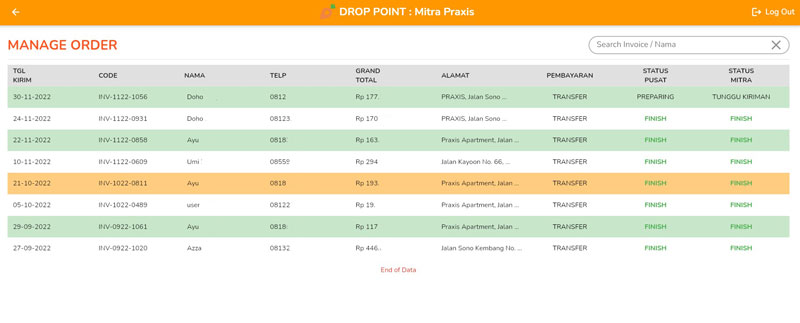 DROP POINT : Mitra Praxis
Log Out
MANAGE ORDER
Search Invoice / Nama
TGL KIRIM CODE NAMA TELP GRAND TOTAL ALAMAT PEMBAYARAN STATUS PUSAT STATUS MITRA
30-11-2022 INV-1122-1056 Doho 0812 Rp 177. PRAXIS, Jalan Sono ... TRANSFER PREPARING TUNGGU KIRIMAN
24-11-2022 INV-1122-0931 Doho 08123 Rp 170 PRAXIS, Jalan Sono ... TRANSFER FINISH FINISH
22-11-2022 INV-1122-0858 Ayu 0818 Rp 163. Praxis Apartment, Jalan ... TRANSFER FINISH FINISH
10-11-2022 INV-1122-0609 Umi 08559 Rp 294 Jalan Kayoon No. 66, ... TRANSFER FINISH FINISH
21-10-2022 INV-1022-0811 Ayu 0818 Rp 193. Praxis Apartment, Jalan ... TRANSFER FINISH FINISH
05-10-2022 INV-1022-0489 user 08122 Rp 19. Praxis Apartment, Jalan ... TRANSFER FINISH FINISH
29-09-2022 INV-0922-1061 Ayu 0818 Rp 117 Praxis Apartment, Jalan ... TRANSFER FINISH FINISH
27-09-2022 INV-0922-1020 Azza 08132 Rp 446. Jalan Sono Kembang No. ... TRANSFER FINISH FINISH
End of Data